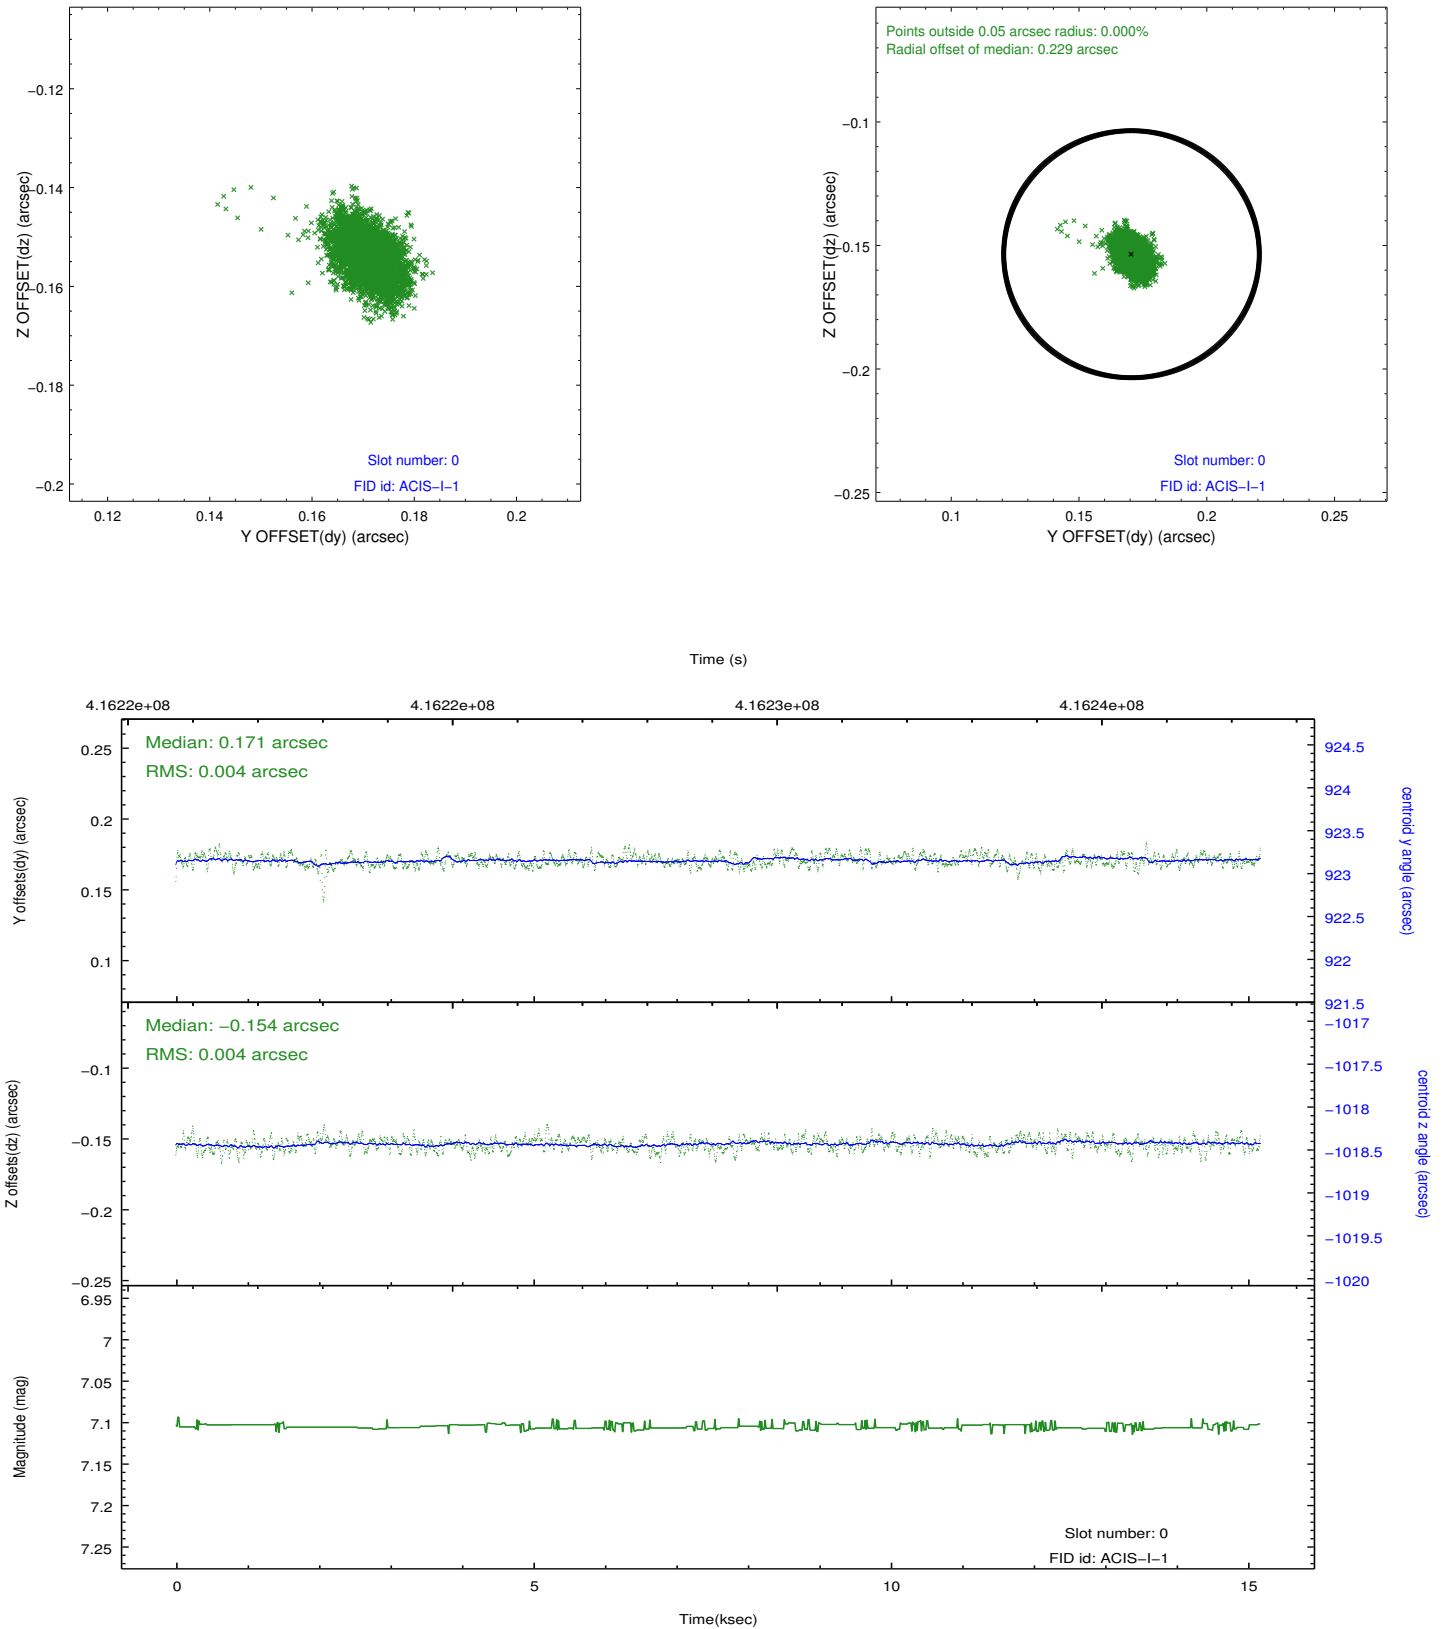 −0.12
−0.14
−0.16
−0.18
−0.2
Z OFFSET(dz) (arcsec)
Slot number: 0
FID id: ACIS−I−1
0.12 0.14 0.16 0.18 0.2
Y OFFSET(dy) (arcsec)
Points outside 0.05 arcsec radius: 0.000%
Radial offset of median: 0.229 arcsec
−0.1
−0.15
−0.2
−0.25
Z OFFSET(dz) (arcsec)
Slot number: 0
FID id: ACIS−I−1
0.1 0.15 0.2 0.25
Y OFFSET(dy) (arcsec)
Time (s)
4.1622e+08 4.1622e+08 4.1623e+08 4.1624e+08
Median: 0.171 arcsec
RMS: 0.004 arcsec
0.25
0.2
0.15
0.1
Y offsets(dy) (arcsec)
924.5
924
923.5
923
922.5
922
921.5
centroid y angle (arcsec)
Median: −0.154 arcsec
RMS: 0.004 arcsec
−0.1
−0.15
−0.2
−0.25
Z offsets(dz) (arcsec)
−1017
−1017.5
−1018
−1018.5
−1019
−1019.5
−1020
centroid z angle (arcsec)
6.95
7
7.05
7.1
7.15
7.2
7.25
Magnitude (mag)
Slot number: 0
FID id: ACIS−I−1
0 5 10 15
Time(ksec)